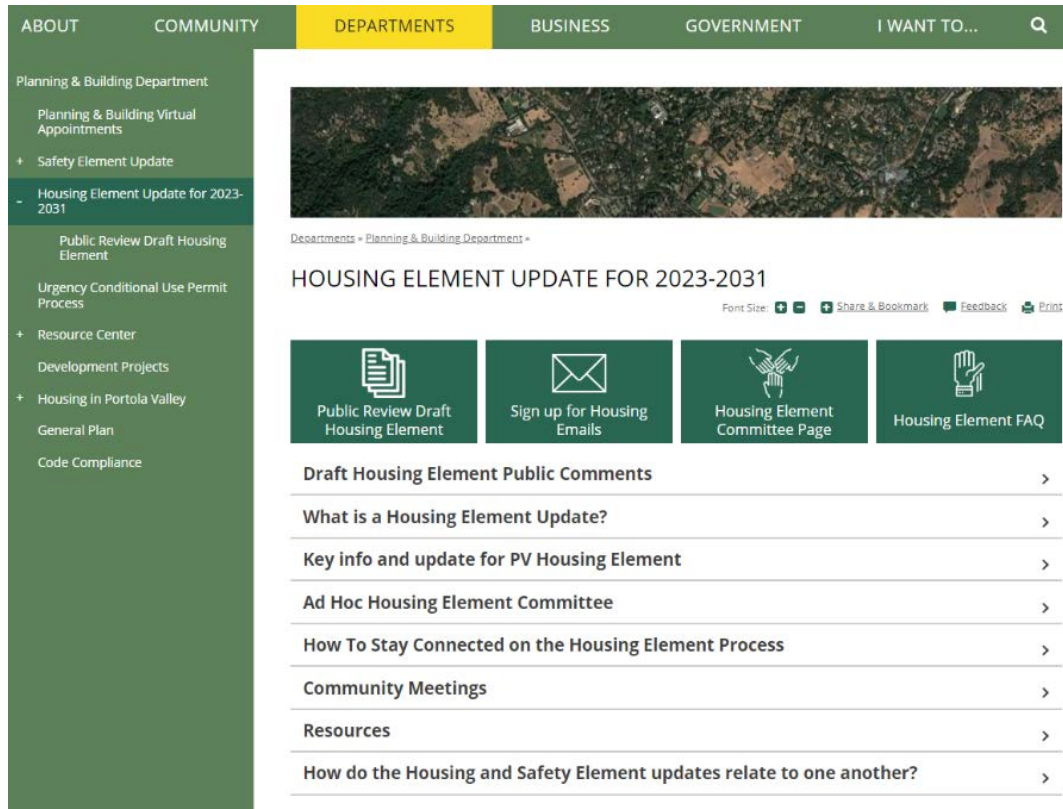 ABOUT COMMUNITY DEPARTMENTS BUSINESS GOVERNMENT I WANT TO...
Planning & Building Department
Planning & Building Virtual
Appointments
+ Safety Element Update
- Housing Element Update for 2023-
2031
Public Review Draft Housing
Element
Urgency Conditional Use Permit
Process
+ Resource Center
Development Projects
+ Housing in Portola Valley
General Plan
Code Compliance
Departments » Planning & Building Department »
HOUSING ELEMENT UPDATE FOR 2023-2031
Font Size: + - + Share & Bookmark Feedback Print
Public Review Draft
Housing Element
Sign up for Housing
Emails
Housing Element
Committee Page
Housing Element FAQ
Draft Housing Element Public Comments
What is a Housing Element Update?
Key info and update for PV Housing Element
Ad Hoc Housing Element Committee
How To Stay Connected on the Housing Element Process
Community Meetings
Resources
How do the Housing and Safety Element updates relate to one another?